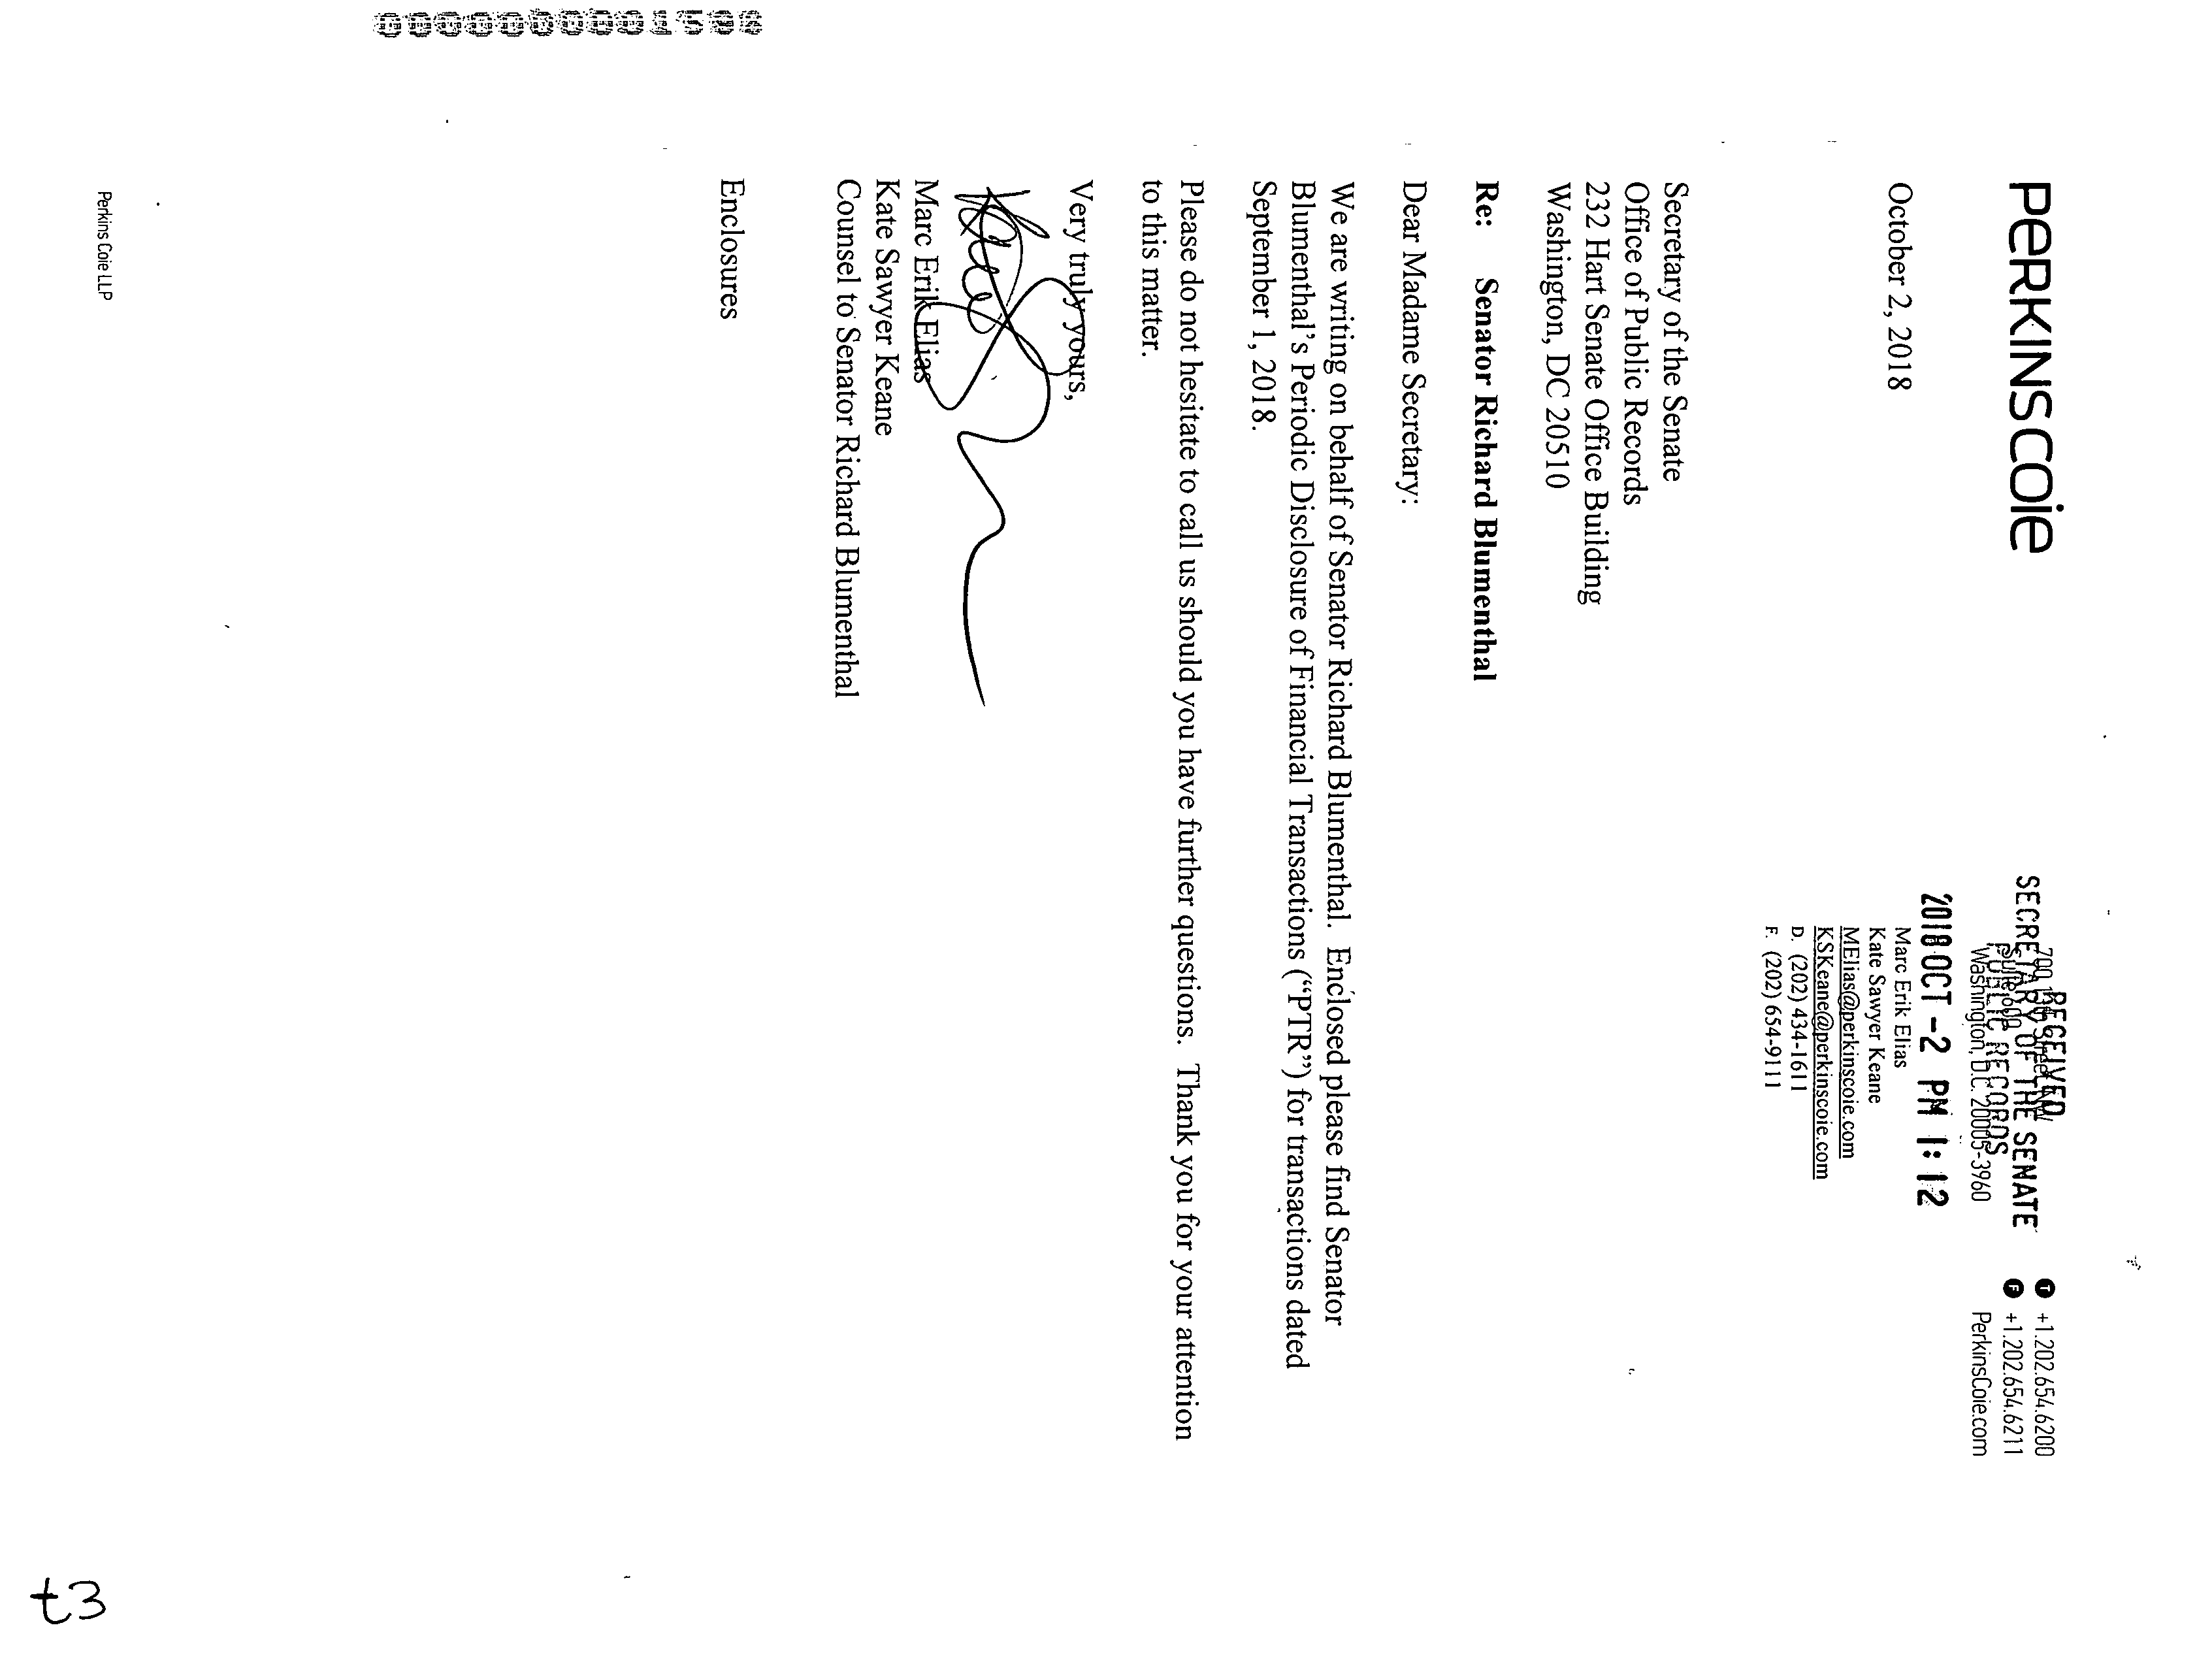 PERKINSCOIE
RECEIVED
SECRETARY OF THE SENATE
PUBLIC RECORDS
2018 OCT -2 PM 1:12
700 13th Street, NW
Suite 600
Washington, D.C. 20005-3960
T +1.202.654.6200
F +1.202.654.6211
PerkinsCoie.com
October 2, 2018
Marc Erik Elias
Kate Sawyer Keane
MElias@perkinscoie.com
KSKeane@perkinscoie.com
D. (202) 434-1611
F. (202) 654-9111
Secretary of the Senate
Office of Public Records
232 Hart Senate Office Building
Washington, DC 20510
Re: Senator Richard Blumenthal
Dear Madame Secretary:
We are writing on behalf of Senator Richard Blumenthal. Enclosed please find Senator
Blumenthal's Periodic Disclosure of Financial Transactions ("PTR") for transactions dated
September 1, 2018.
Please do not hesitate to call us should you have further questions. Thank you for your attention
to this matter.
Very truly yours,
Marc Erik Elias
Kate Sawyer Keane
Counsel to Senator Richard Blumenthal
Enclosures
Perkins Coie LLP
t3